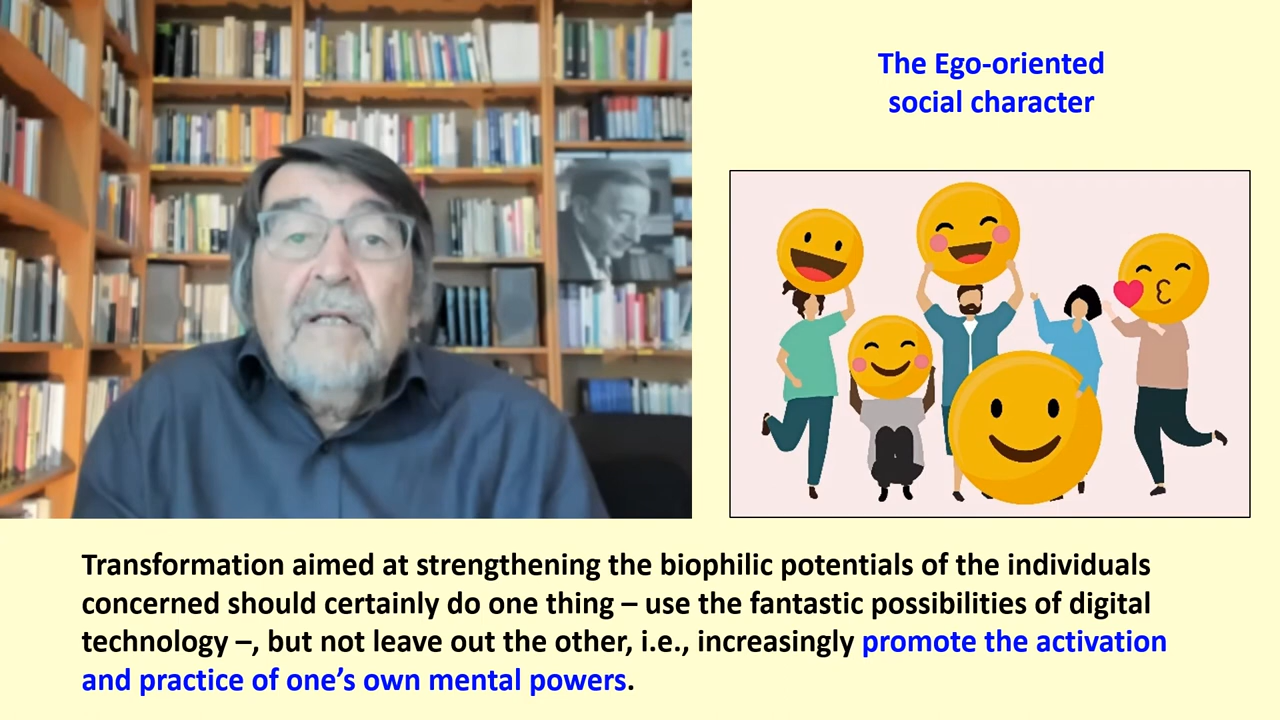 The Ego-oriented
social character
Transformation aimed at strengthening the biophilic potentials of the individuals
concerned should certainly do one thing – use the fantastic possibilities of digital
technology –, but not leave out the other, i.e., increasingly promote the activation
and practice of one’s own mental powers.